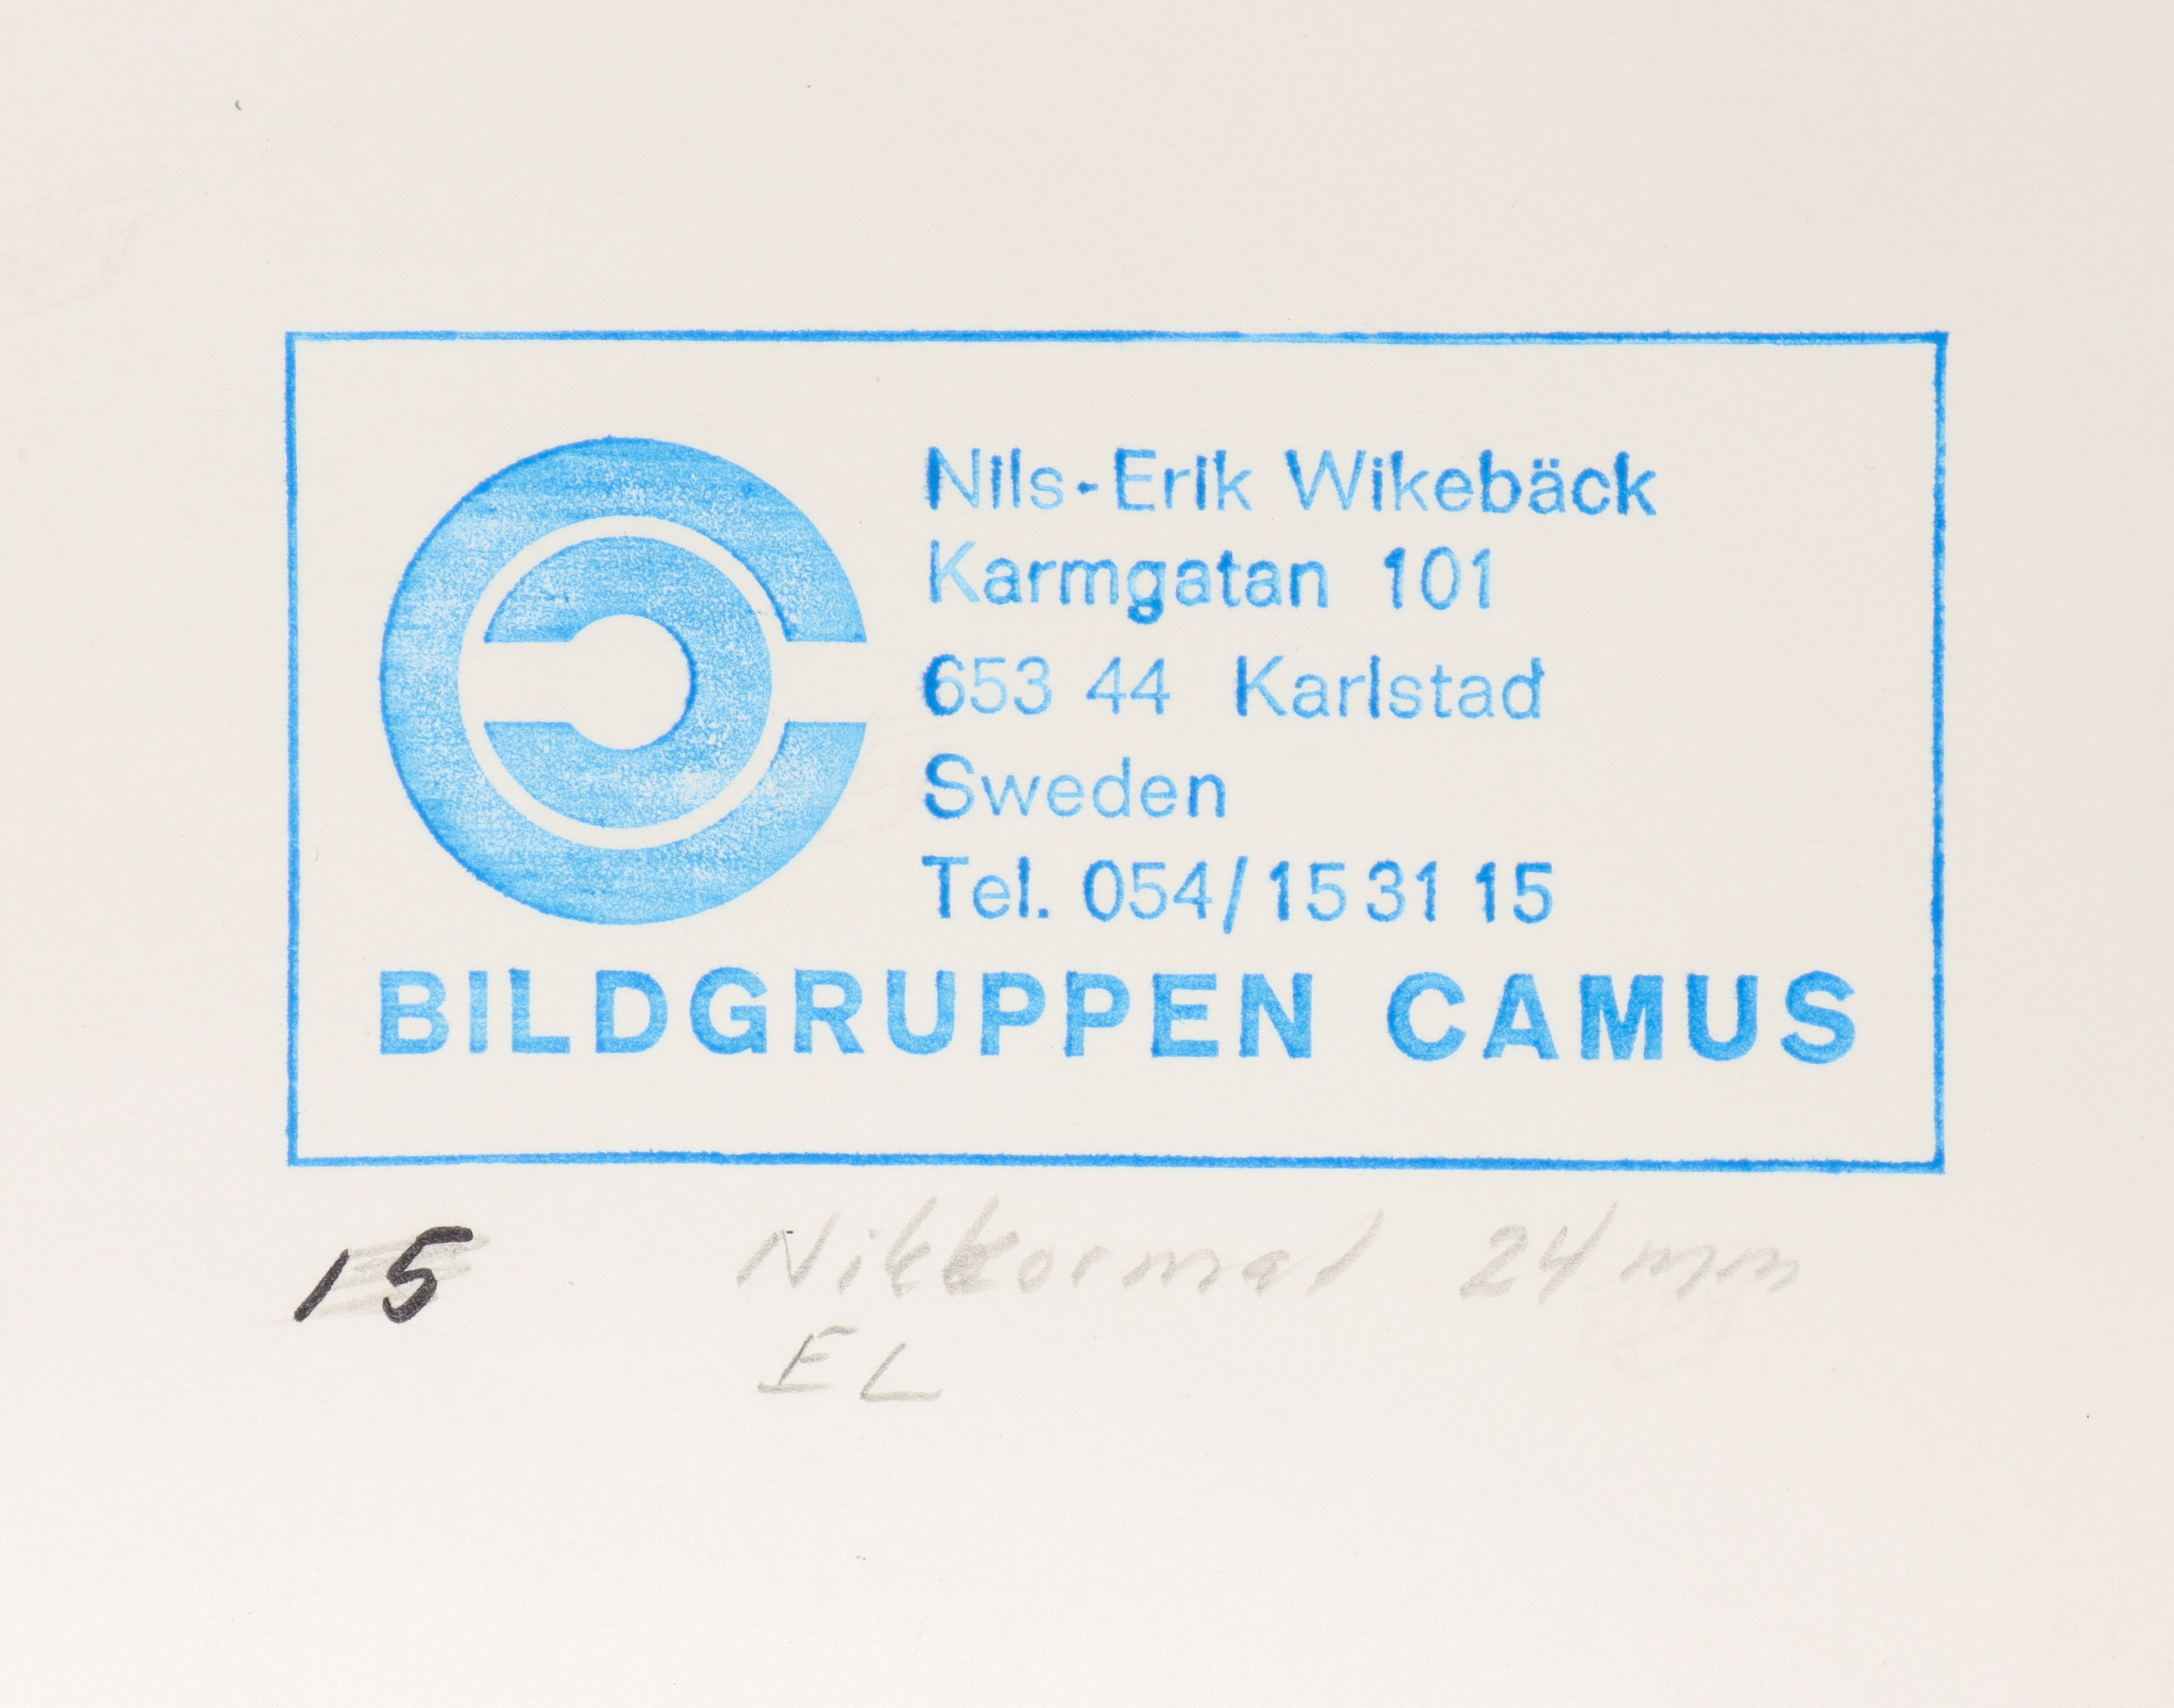 Nils-Erik Wikebäck
Karmgatan 101
653 44 Karlstad
Sweden
Tel. 054/15 31 15
BILDGRUPPEN CAMUS
15 Nikkormat 24 mm
EL